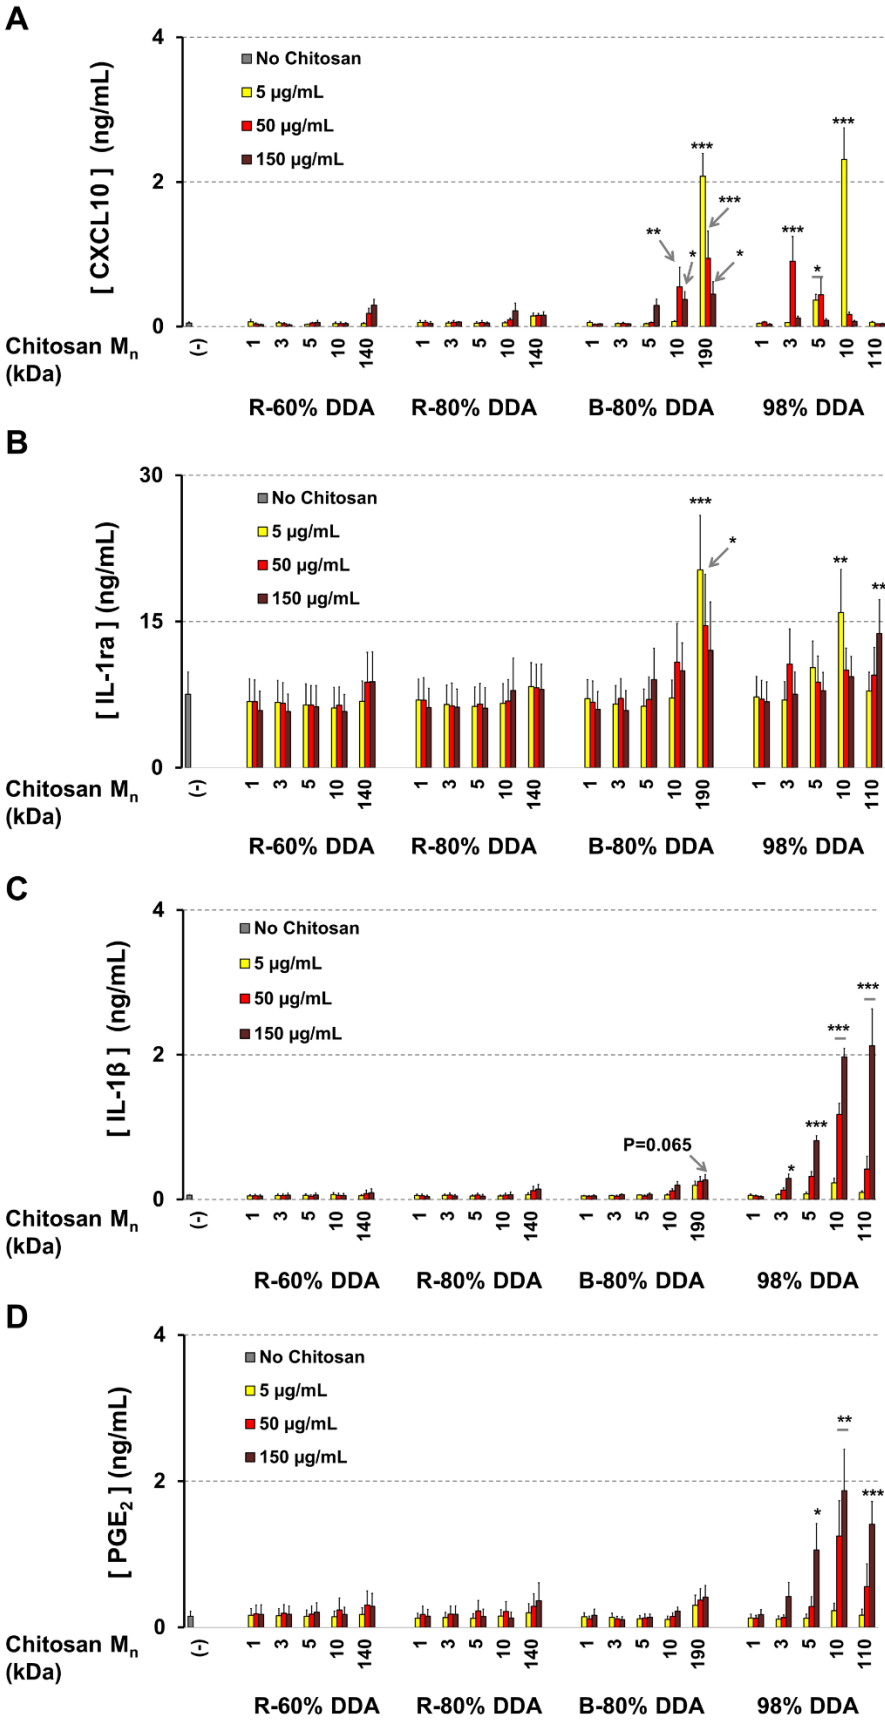 A
[ CXCL10 ] (ng/mL)
4
2
0
No Chitosan
5 µg/mL
50 µg/mL
150 µg/mL
** *** * *** * *** * ***
Chitosan Mn (kDa)
(-) 1 3 5 10 140 1 3 5 10 140 1 3 5 10 190 1 3 5 10 110
R-60% DDA R-80% DDA B-80% DDA 98% DDA
B
[ IL-1ra ] (ng/mL)
30
15
0
No Chitosan
5 µg/mL
50 µg/mL
150 µg/mL
*** * ** **
Chitosan Mn (kDa)
(-) 1 3 5 10 140 1 3 5 10 140 1 3 5 10 190 1 3 5 10 110
R-60% DDA R-80% DDA B-80% DDA 98% DDA
C
[ IL-1β ] (ng/mL)
4
2
0
No Chitosan
5 µg/mL
50 µg/mL
150 µg/mL
P=0.065 * *** *** ***
Chitosan Mn (kDa)
(-) 1 3 5 10 140 1 3 5 10 140 1 3 5 10 190 1 3 5 10 110
R-60% DDA R-80% DDA B-80% DDA 98% DDA
D
[ PGE2 ] (ng/mL)
4
2
0
No Chitosan
5 µg/mL
50 µg/mL
150 µg/mL
* ** ***
Chitosan Mn (kDa)
(-) 1 3 5 10 140 1 3 5 10 140 1 3 5 10 190 1 3 5 10 110
R-60% DDA R-80% DDA B-80% DDA 98% DDA